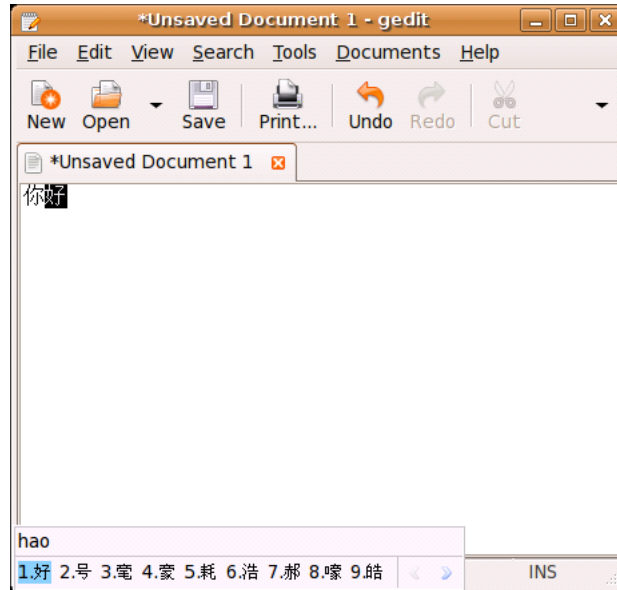 *Unsaved Document 1 - gedit
File Edit View Search Tools Documents Help
New Open Save Print... Undo Redo Cut
*Unsaved Document 1
你好
hao
1.好 2.号 3.毫 4.豪 5.耗 6.浩 7.郝 8.嚎 9.皓
INS